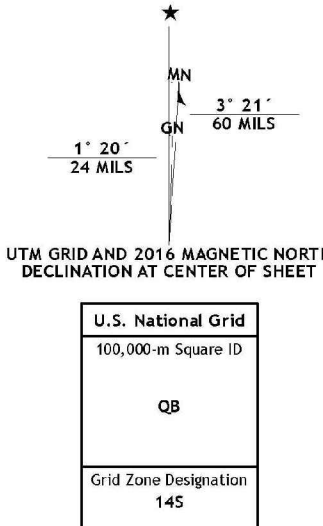 ★
MN
3° 21´
60 MILS
GN
1° 20´
24 MILS
UTM GRID AND 2016 MAGNETIC NORTH
DECLINATION AT CENTER OF SHEET
U.S. National Grid
100,000-m Square ID
QB
Grid Zone Designation
14S